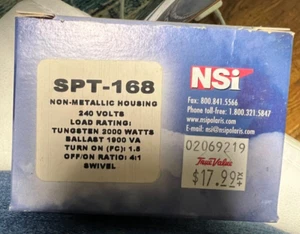 SPT-168
NON-METALLIC HOUSING
240 VOLTS
LOAD RATING:
TUNGSTEN 2000 WATTS
BALLAST 1900 VA
TURN ON (FC): 1.5
OFF/ON RATIO: 4:1
SWIVEL
NSi
Fax: 800.841.5566
Phone toll-free: 1.800.321.5847
www.nsipolaris.com
E-mail: nsi@nsipolaris.com
02069219
True Value
$17.99